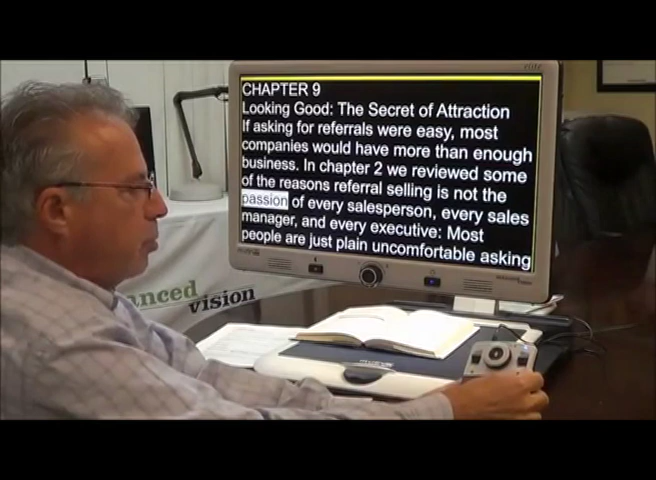 elite
CHAPTER 9
Looking Good: The Secret of Attraction
If asking for referrals were easy, most
companies would have more than enough
business. In chapter 2 we reviewed some
of the reasons referral selling is not the
passion of every salesperson, every sales
manager, and every executive: Most
people are just plain uncomfortable asking
anced
vision